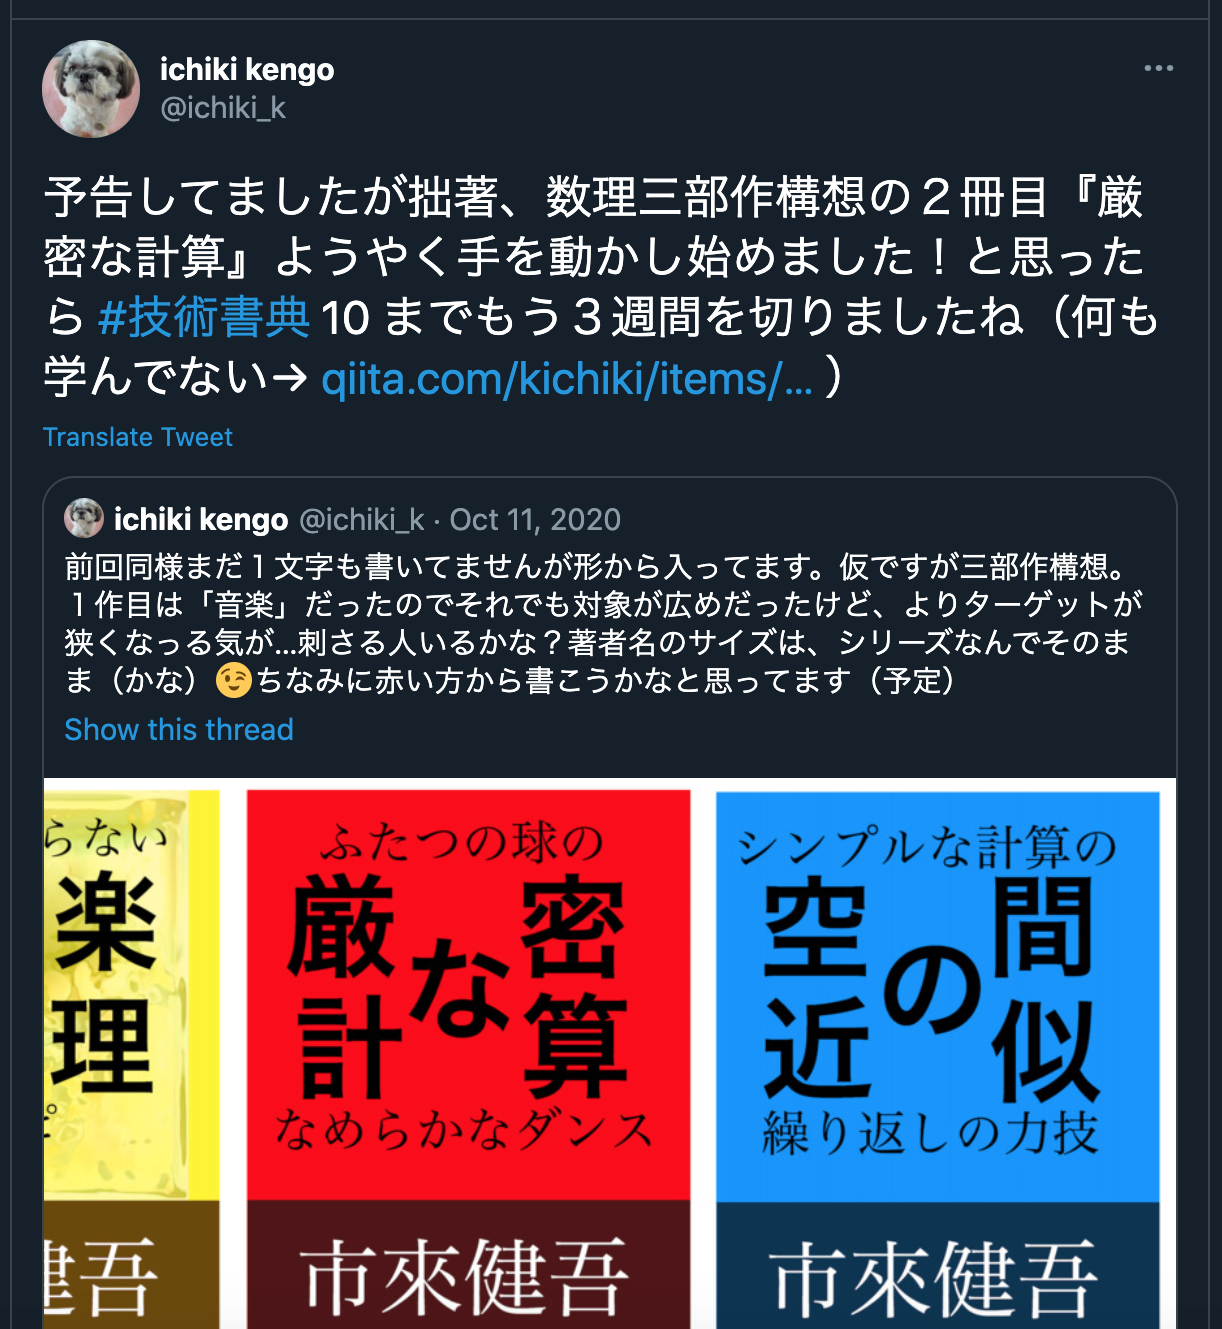 ichiki kengo
@ichiki_k
予告してましたが拙著、数理三部作構想の２冊目『厳
密な計算』ようやく手を動かし始めました！と思った
ら #技術書典 10 までもう３週間を切りましたね（何も
学んでない→ qiita.com/kichiki/items/… ）
Translate Tweet
ichiki kengo @ichiki_k · Oct 11, 2020
前回同様まだ１文字も書いてませんが形から入ってます。仮ですが三部作構想。
１作目は「音楽」だったのでそれでも対象が広めだったけど、よりターゲットが
狭くなっる気が...刺さる人いるかな？著者名のサイズは、シリーズなんでそのま
ま（かな）😉ちなみに赤い方から書こうかなと思ってます（予定）
Show this thread
らない
楽
理
健吾
ふたつの球の
厳密
な
計算
なめらかなダンス
市來健吾
シンプルな計算の
空間
の
近似
繰り返しの力技
市來健吾